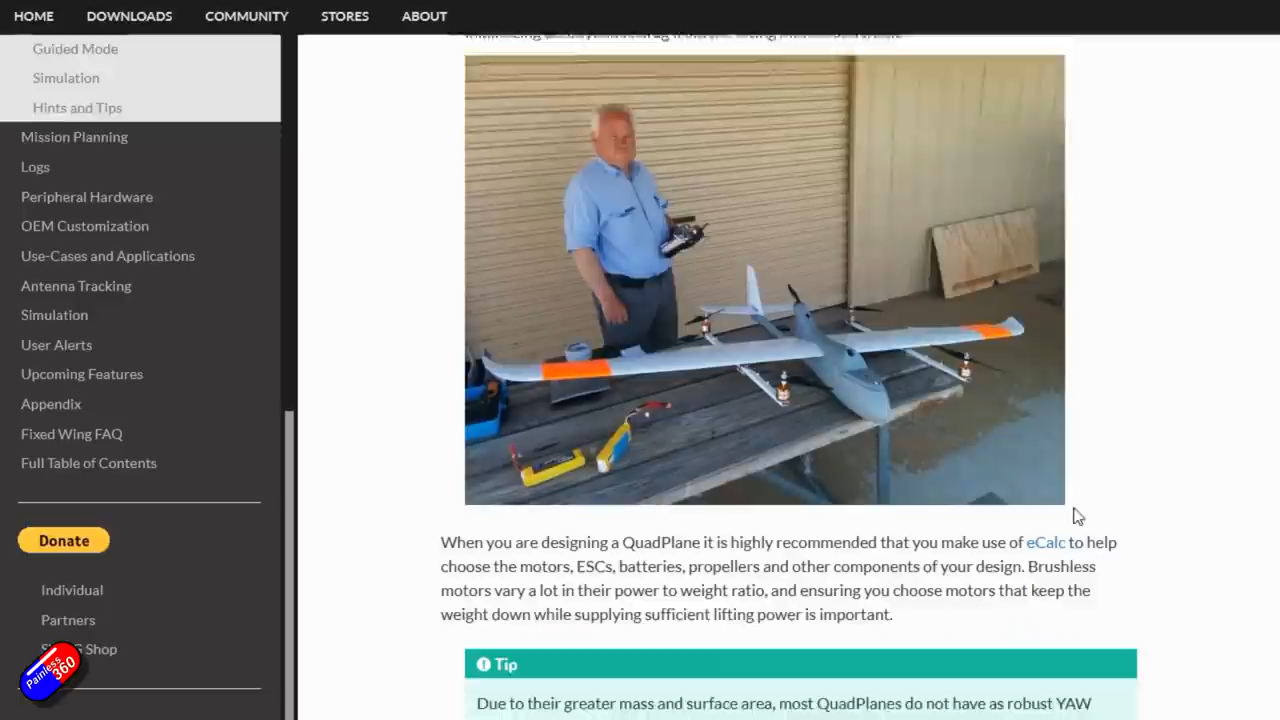 HOME DOWNLOADS COMMUNITY STORES ABOUT
Guided Mode
Simulation
Hints and Tips
Mission Planning
Logs
Peripheral Hardware
OEM Customization
Use-Cases and Applications
Antenna Tracking
Simulation
User Alerts
Upcoming Features
Appendix
Fixed Wing FAQ
Full Table of Contents
Donate
Individual
Partners
Shop
Painless
360
When you are designing a QuadPlane it is highly recommended that you make use of eCalc to help
choose the motors, ESCs, batteries, propellers and other components of your design. Brushless
motors vary a lot in their power to weight ratio, and ensuring you choose motors that keep the
weight down while supplying sufficient lifting power is important.
Tip
Due to their greater mass and surface area, most QuadPlanes do not have as robust YAW